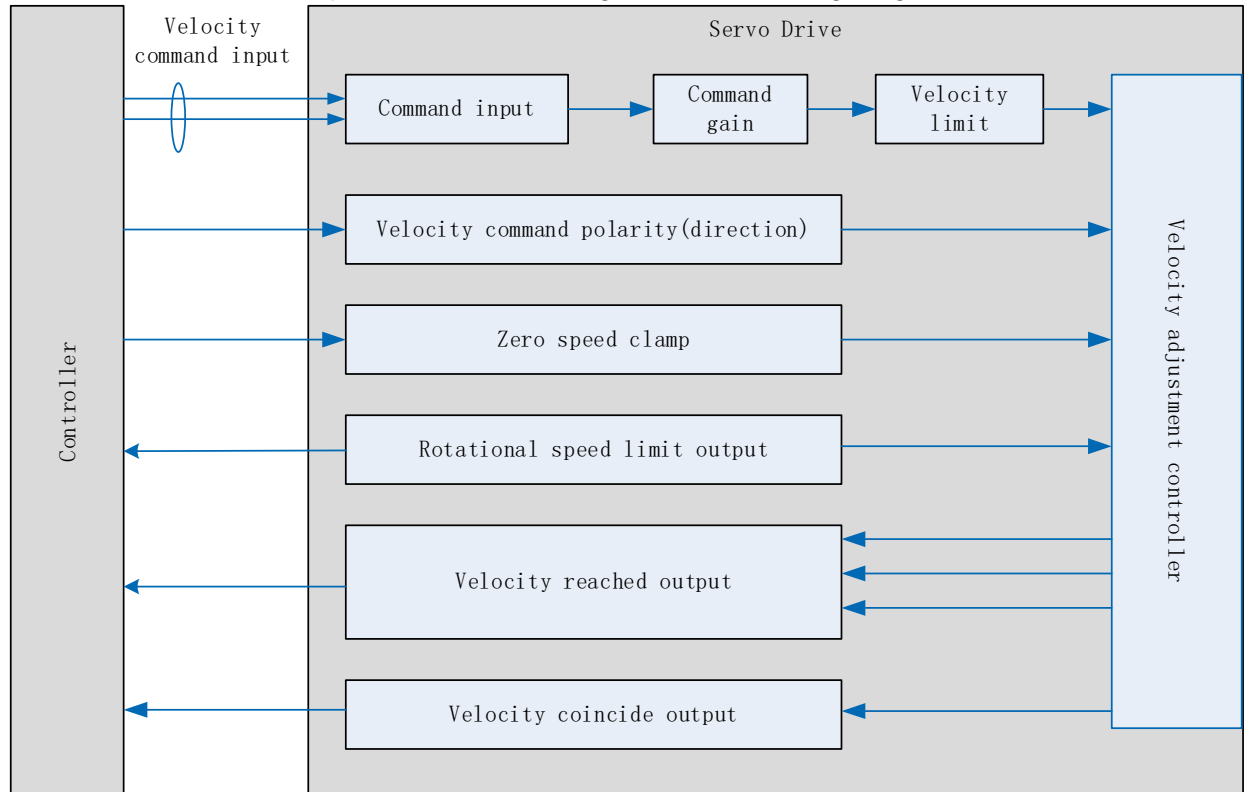 Velocity
command input
Servo Drive
Command input
Command
gain
Velocity
limit
Velocity command polarity(direction)
Zero speed clamp
Rotational speed limit output
Velocity reached output
Velocity coincide output
Controller
Velocity adjustment controller